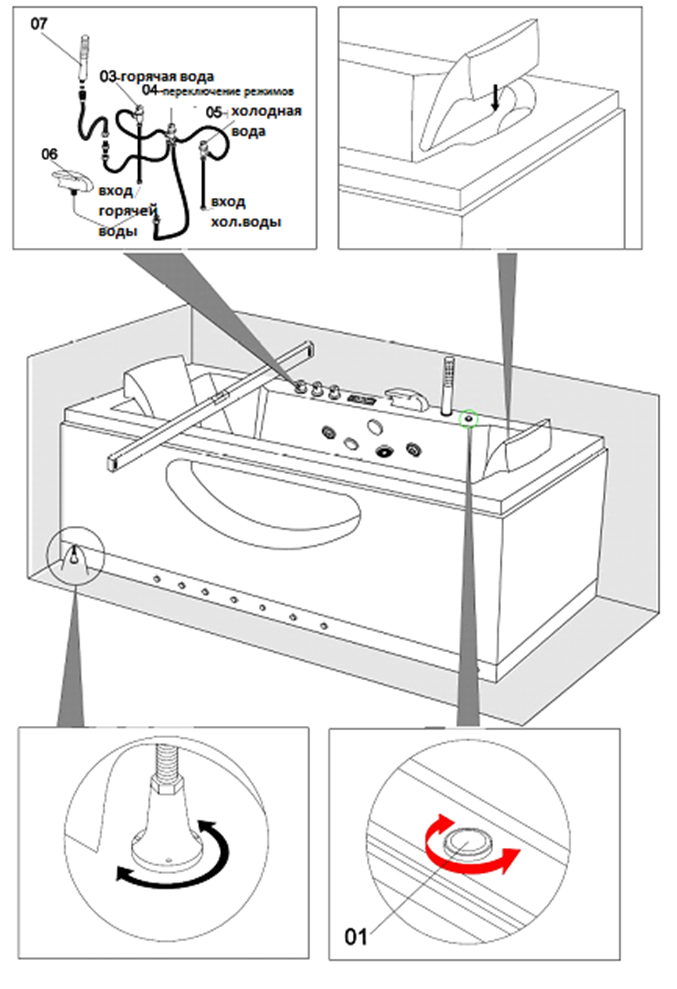 07
03-горячая вода
04-переключение режимов
05-холодная
вода
06
вход
горячей
воды
вход
хол.воды
01